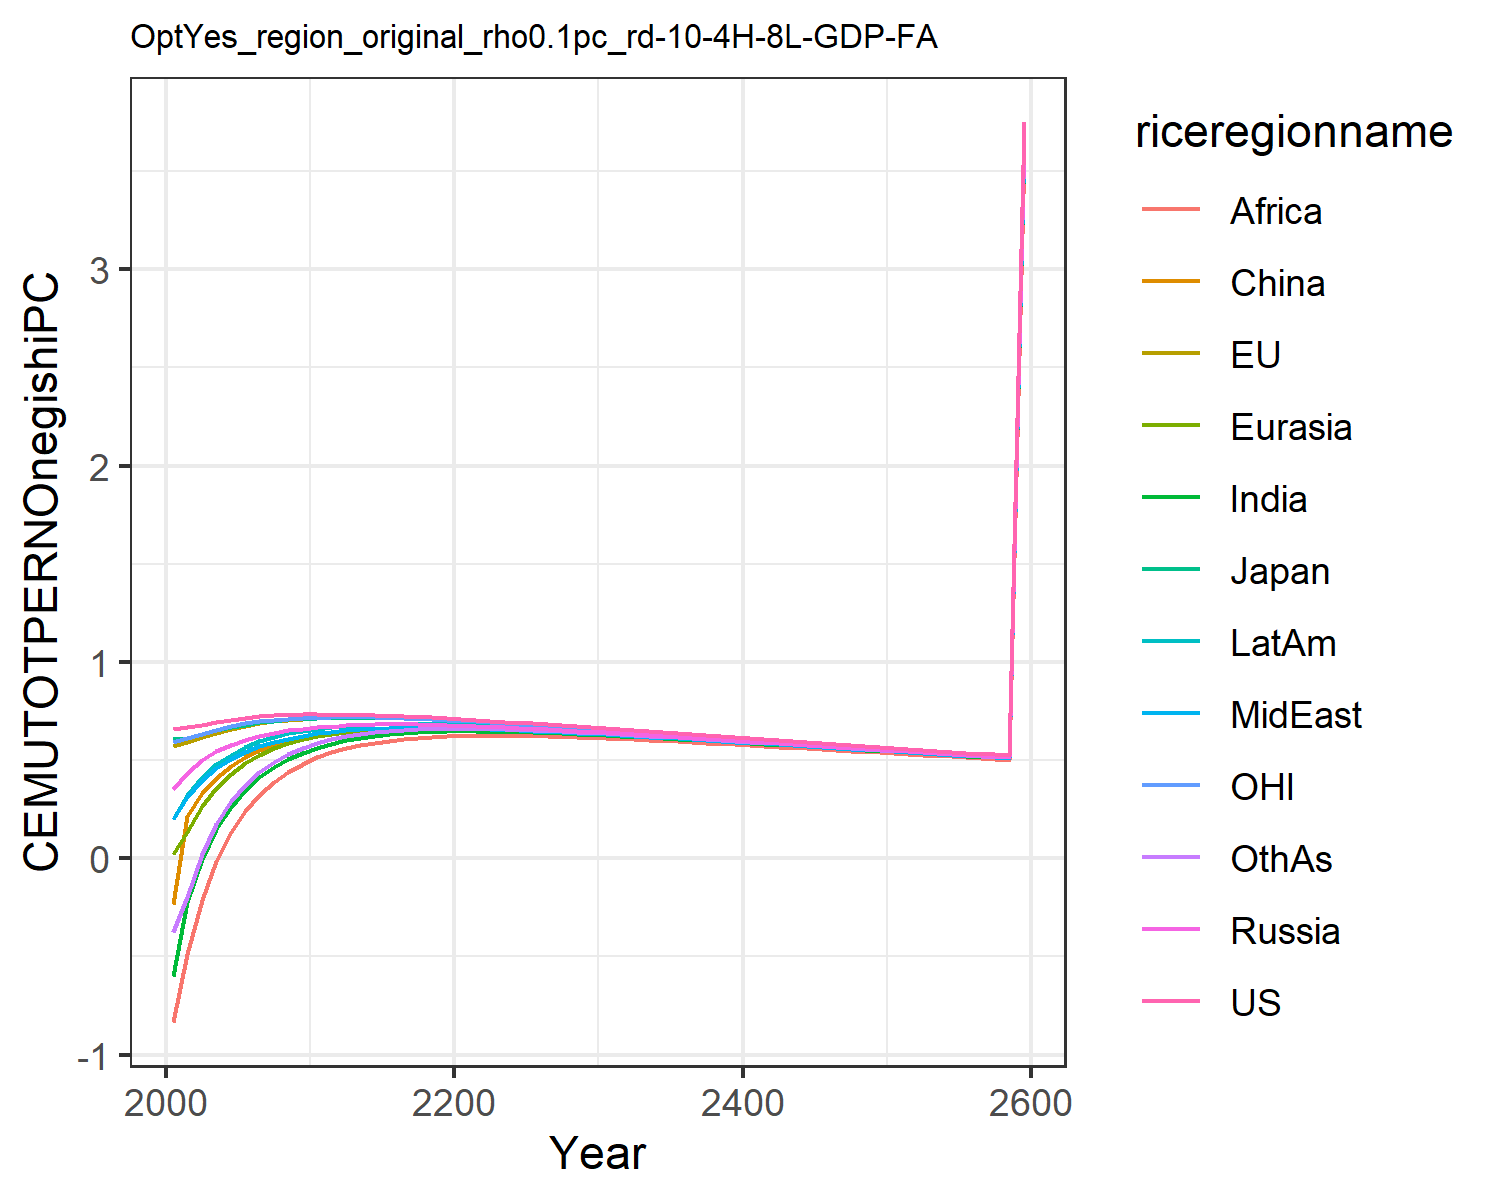 OptYes_region_original_rho0.1pc_rd-10-4H-8L-GDP-FA
CEMUTOTPERNOnegishiPC
3
2
1
0
-1
2000
2200
2400
2600
Year
riceregionname
Africa
China
EU
Eurasia
India
Japan
LatAm
MidEast
OHI
OthAs
Russia
US